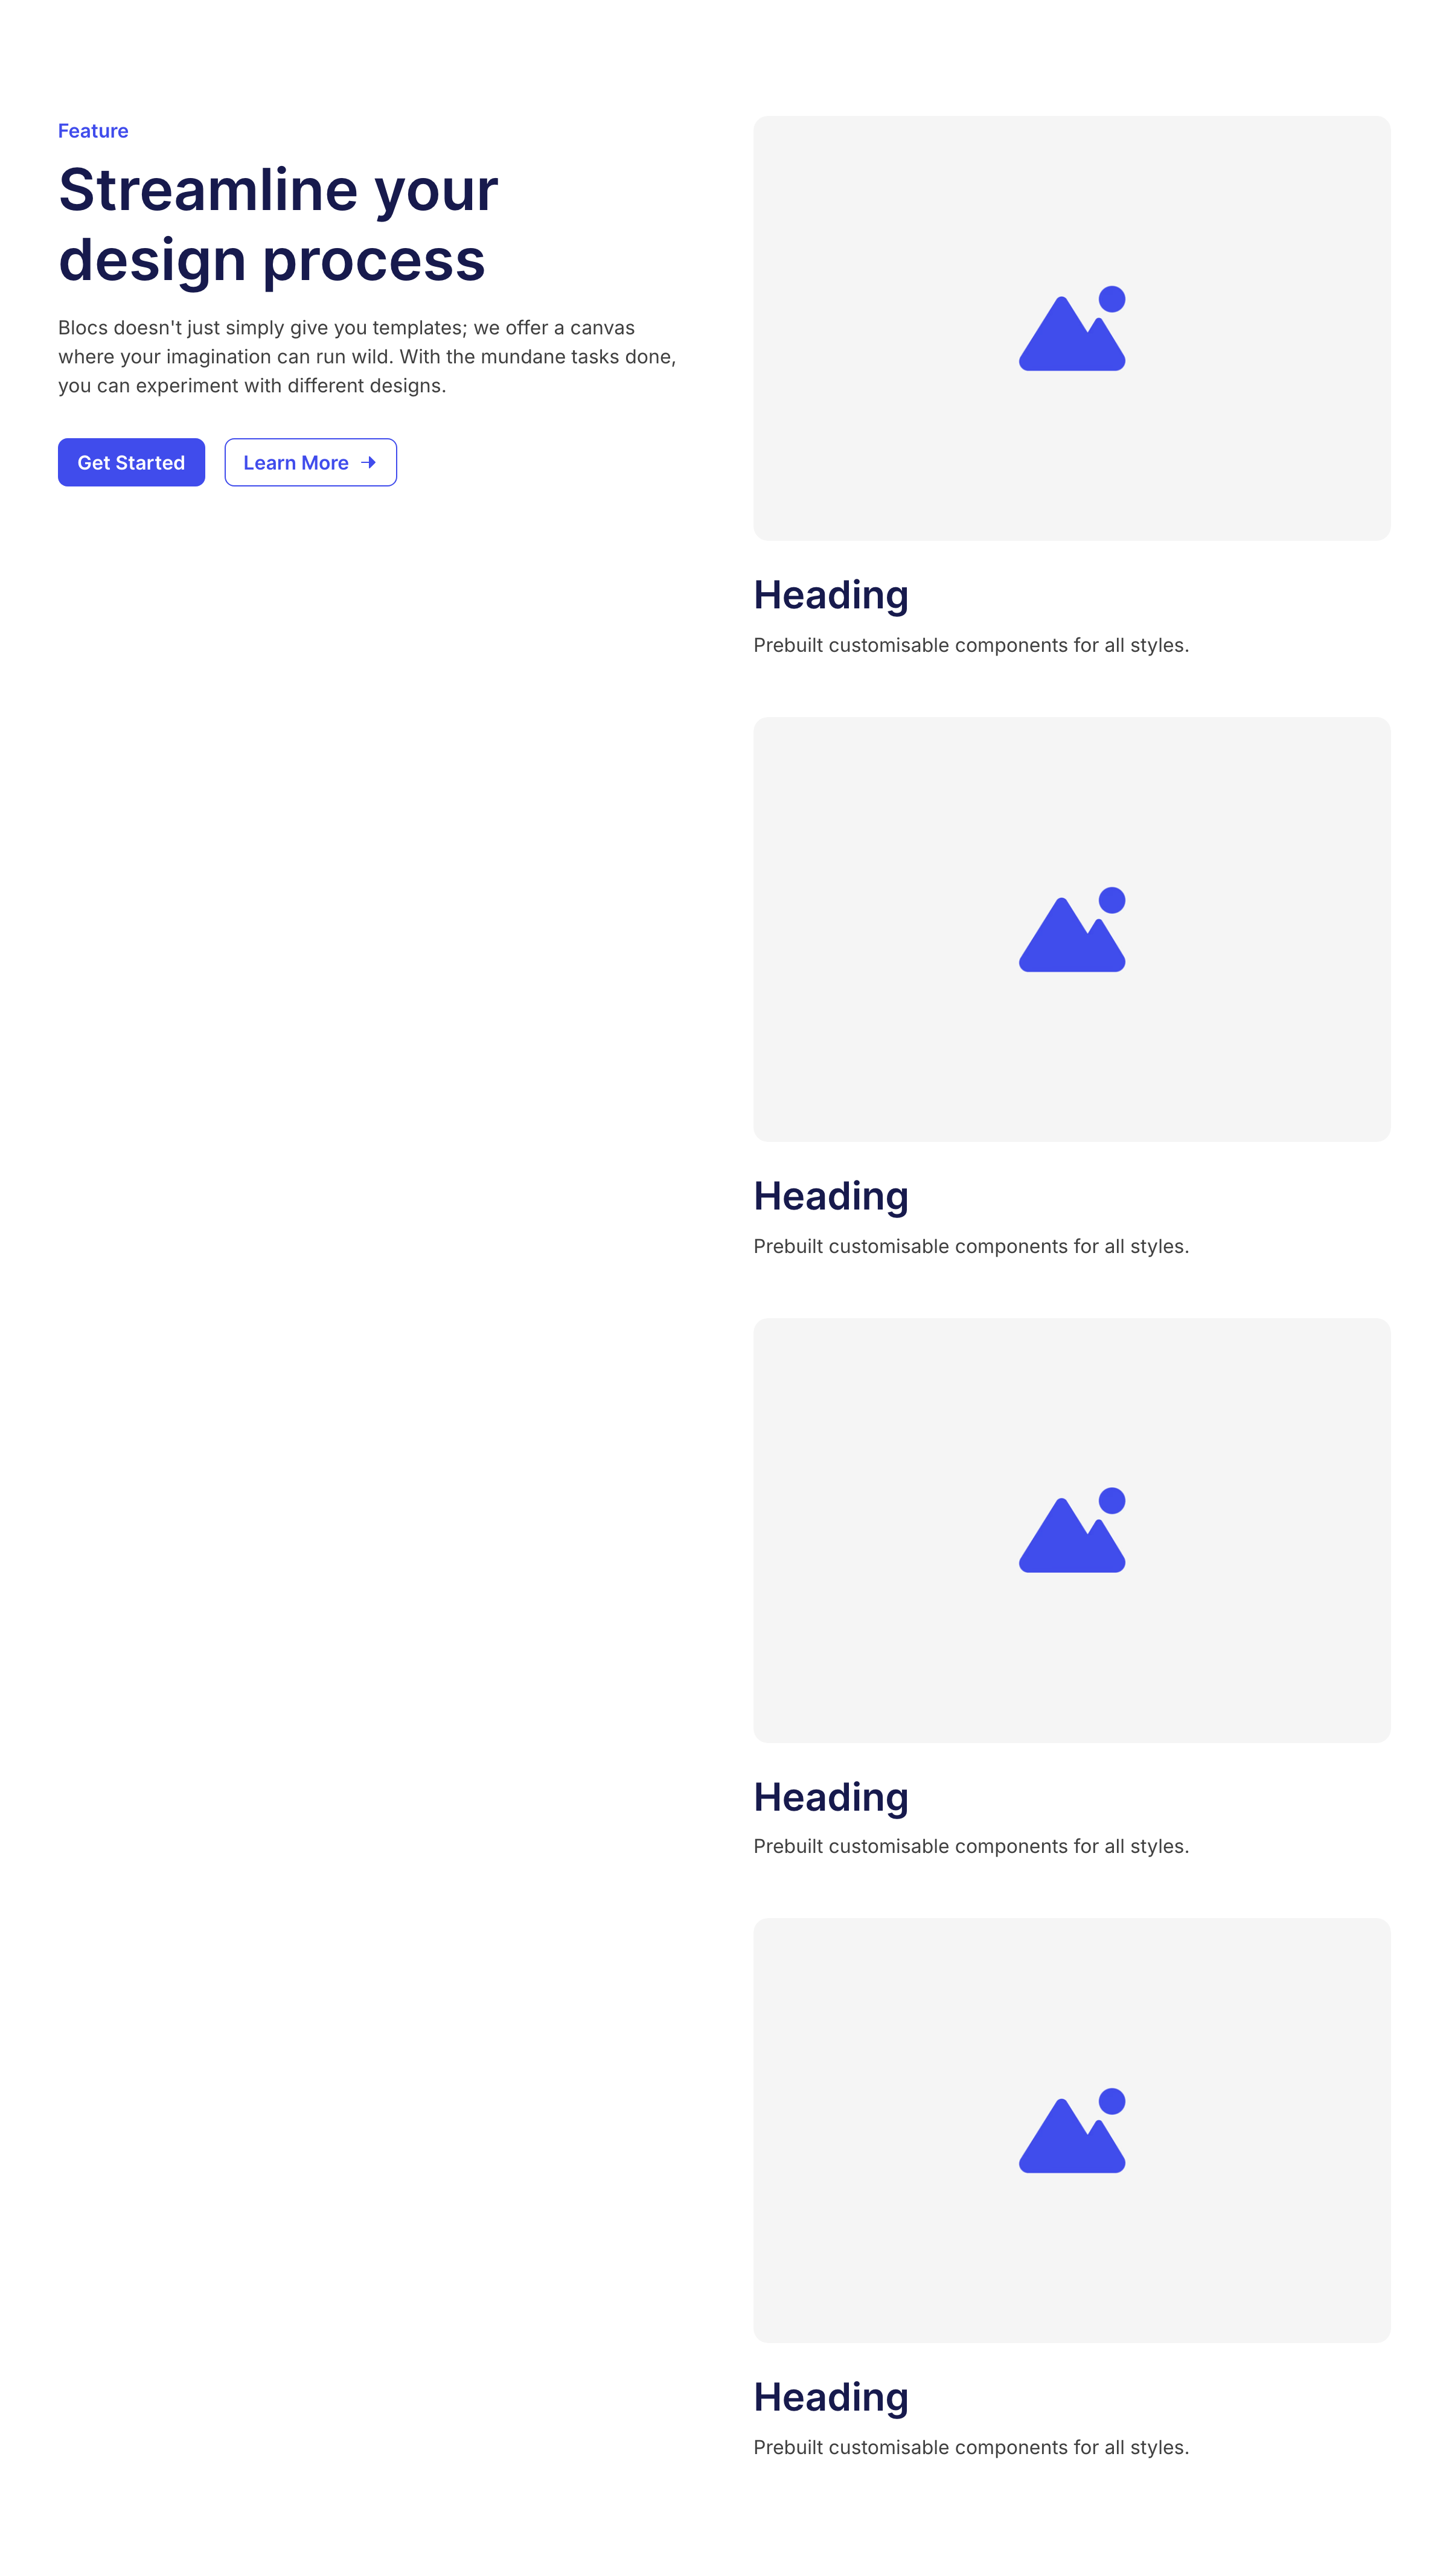 Feature
Streamline your
design process
Blocs doesn't just simply give you templates; we offer a canvas
where your imagination can run wild. With the mundane tasks done,
you can experiment with different designs.
Get Started
Learn More
Heading
Prebuilt customisable components for all styles.
Heading
Prebuilt customisable components for all styles.
Heading
Prebuilt customisable components for all styles.
Heading
Prebuilt customisable components for all styles.